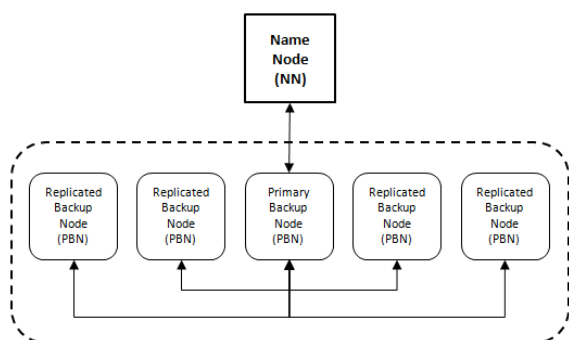 Name
Node
(NN)
Replicated
Backup
Node
(PBN)
Replicated
Backup
Node
(PBN)
Primary
Backup
Node
(PBN)
Replicated
Backup
Node
(PBN)
Replicated
Backup
Node
(PBN)